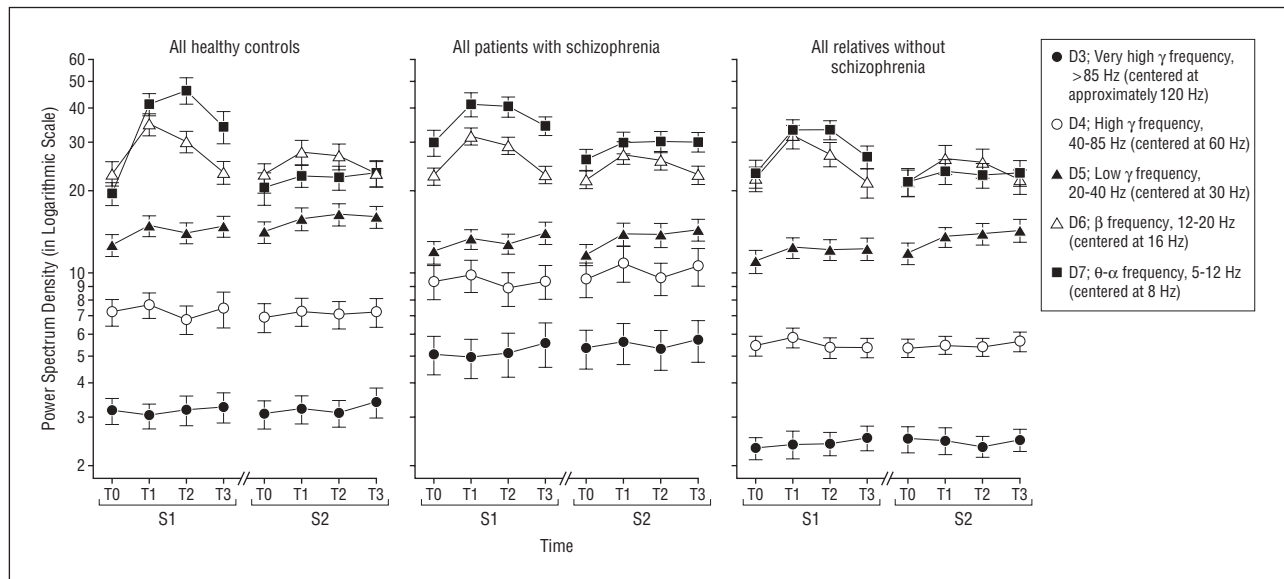 All healthy controls
All patients with schizophrenia
All relatives without
schizophrenia
Power Spectrum Density (in Logarithmic Scale)
60
50
40
30
20
10
9
8
7
6
5
4
3
2
T0 T1 T2 T3 T0 T1 T2 T3
S1 S2
T0 T1 T2 T3 T0 T1 T2 T3
S1 S2
T0 T1 T2 T3 T0 T1 T2 T3
S1 S2
Time
D3; Very high γ frequency,
>85 Hz (centered at
approximately 120 Hz)
D4; High γ frequency,
40-85 Hz (centered at 60 Hz)
D5; Low γ frequency,
20-40 Hz (centered at 30 Hz)
D6; β frequency, 12-20 Hz
(centered at 16 Hz)
D7; θ-α frequency, 5-12 Hz
(centered at 8 Hz)